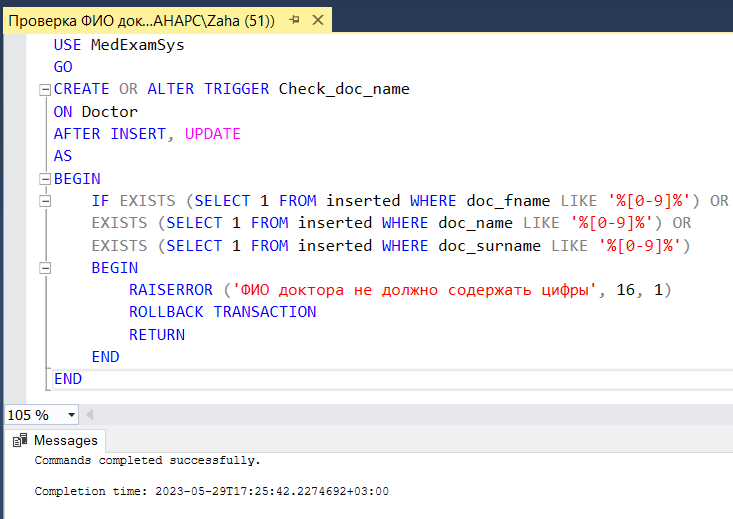 Проверка ФИО док...АНАРС\Zaha (51))
USE MedExamSys
GO
CREATE OR ALTER TRIGGER Check_doc_name
ON Doctor
AFTER INSERT, UPDATE
AS
BEGIN
IF EXISTS (SELECT 1 FROM inserted WHERE doc_fname LIKE '%[0-9]%') OR
EXISTS (SELECT 1 FROM inserted WHERE doc_name LIKE '%[0-9]%') OR
EXISTS (SELECT 1 FROM inserted WHERE doc_surname LIKE '%[0-9]%')
BEGIN
RAISERROR ('ФИО доктора не должно содержать цифры', 16, 1)
ROLLBACK TRANSACTION
RETURN
END
END
105 %
Messages
Commands completed successfully.
Completion time: 2023-05-29T17:25:42.2274692+03:00